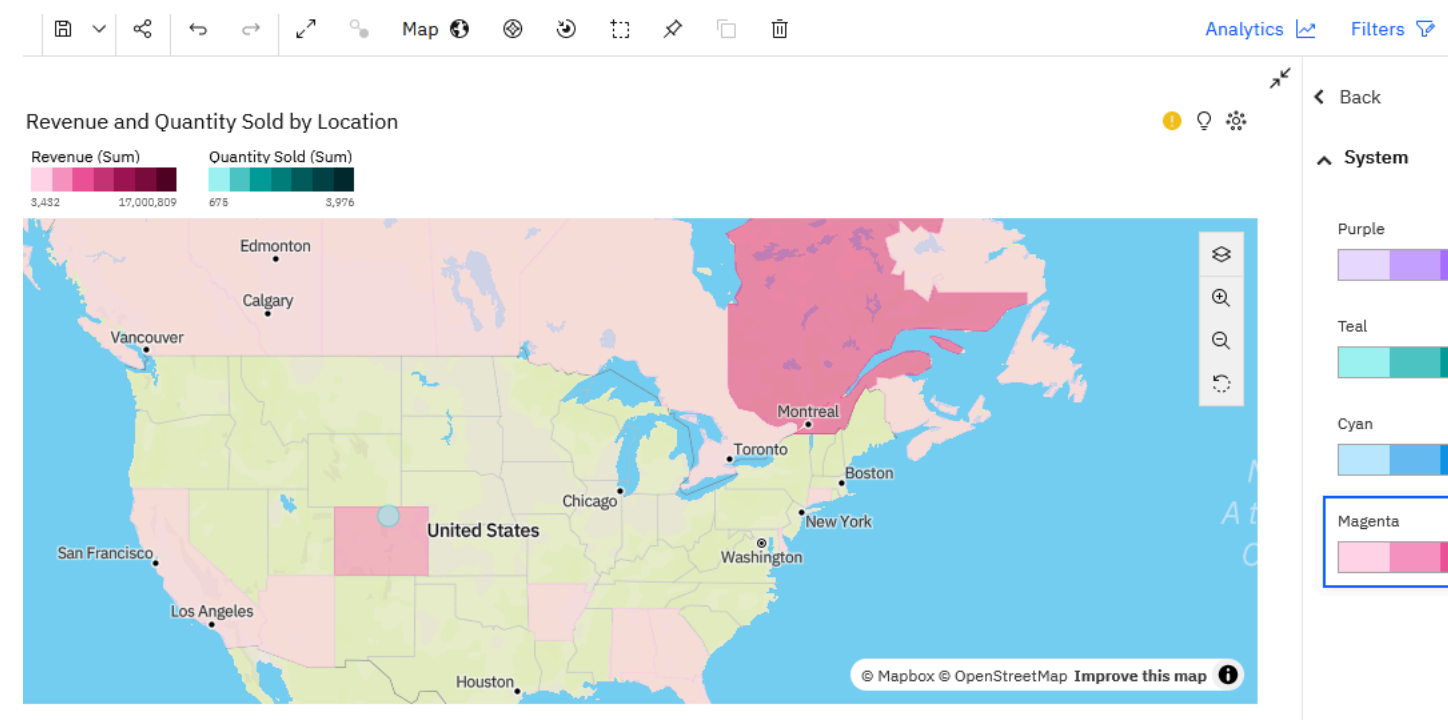 Map
Analytics
Filters
Back
Revenue and Quantity Sold by Location
System
Revenue (Sum)
Quantity Sold (Sum)
3,432
17,000,809
675
3,976
Purple
Edmonton
Calgary
Vancouver
Teal
Montreal
Cyan
Toronto
Boston
Chicago
New York
Magenta
United States
San Francisco
Washington
Los Angeles
Houston
© Mapbox © OpenStreetMap Improve this map